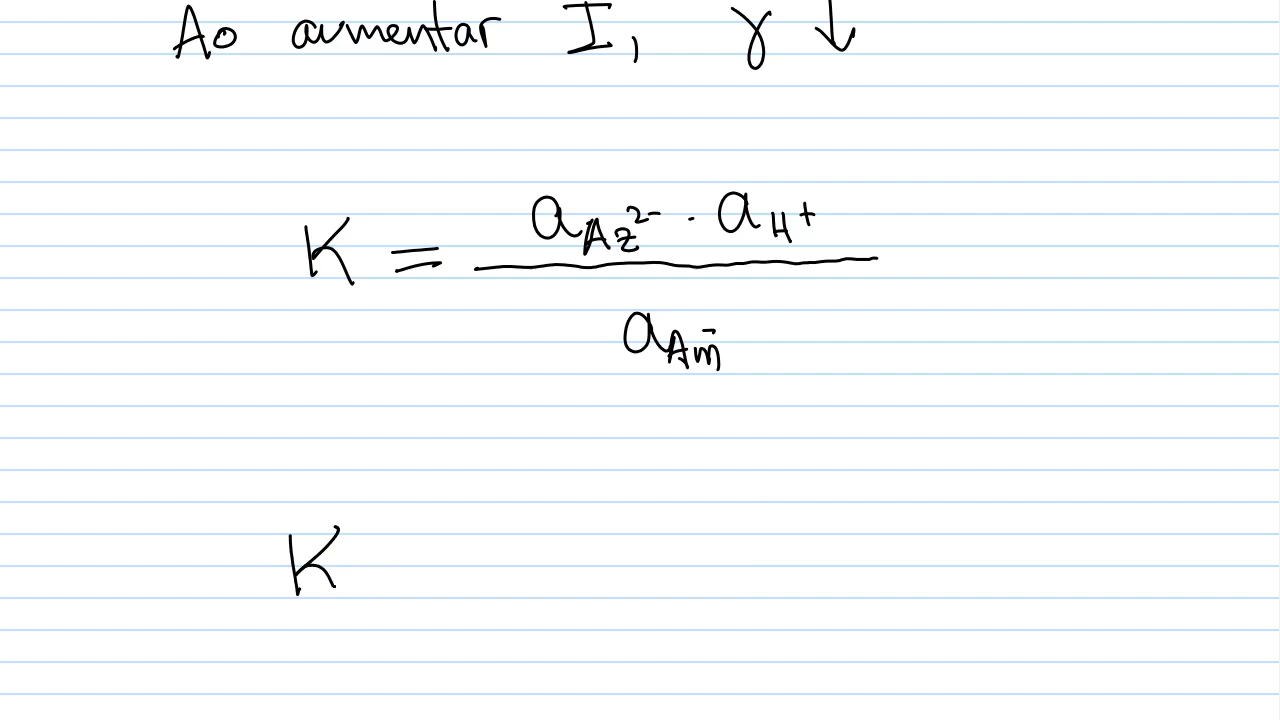 Ao aumentar I, γ ↓
K = a_{Az^{2-}} · a_{H^+} / a_{Am^-}
K